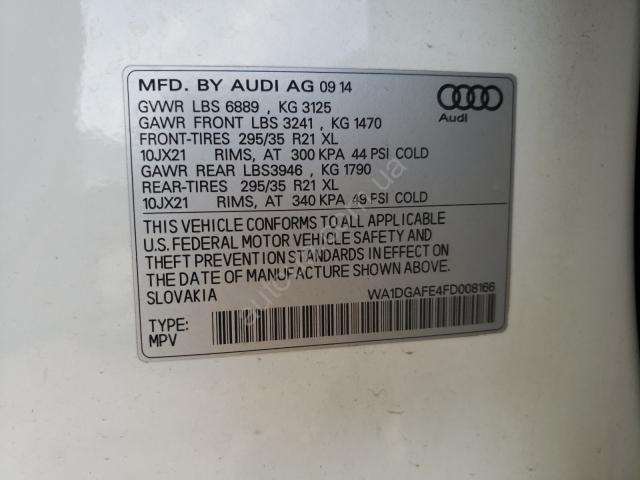 MFD. BY AUDI AG 09 14
GVWR LBS 6889 , KG 3125
GAWR FRONT LBS 3241 , KG 1470
FRONT-TIRES 295/35 R21 XL
10JX21 RIMS, AT 300 KPA 44 PSI COLD
GAWR REAR LBS3946 , KG 1790
REAR-TIRES 295/35 R21 XL
10JX21 RIMS, AT 340 KPA, 49 PSI COLD
Audi
THIS VEHICLE CONFORMS TO ALL APPLICABLE
U.S. FEDERAL MOTOR VEHICLE SAFETY AND
THEFT PREVENTION STANDARDS IN EFFECT ON
THE DATE OF MANUFACTURE SHOWN ABOVE.
SLOVAKIA
WA1DGAFE4FD008166
TYPE:
MPV